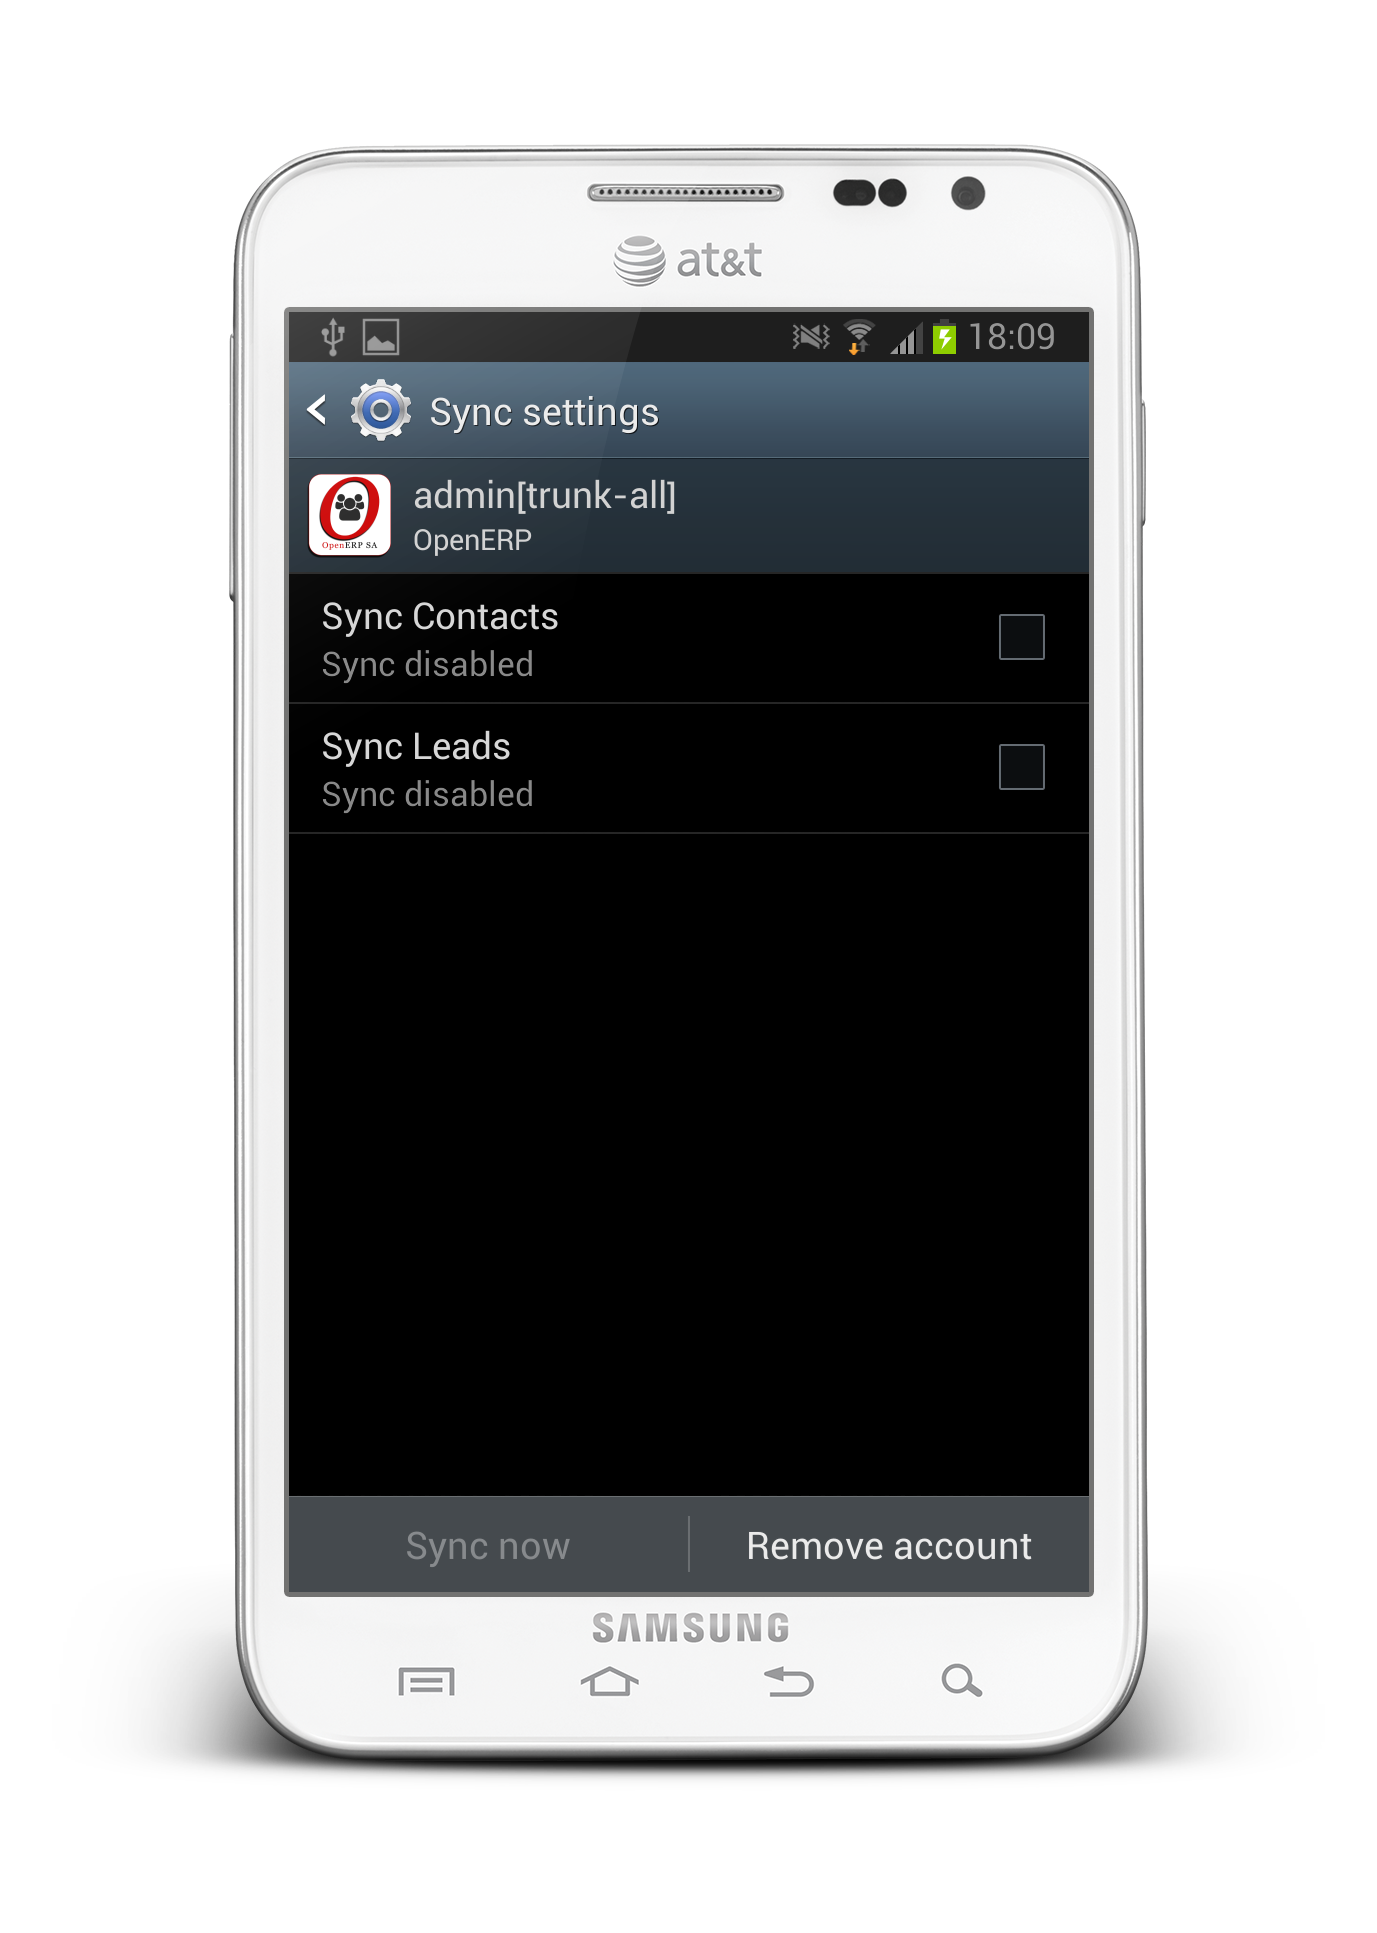 at&t
18:09
Sync settings
admin[trunk-all]
OpenERP SA
OpenERP
Sync Contacts
Sync disabled
Sync Leads
Sync disabled
Sync now
Remove account
SAMSUNG